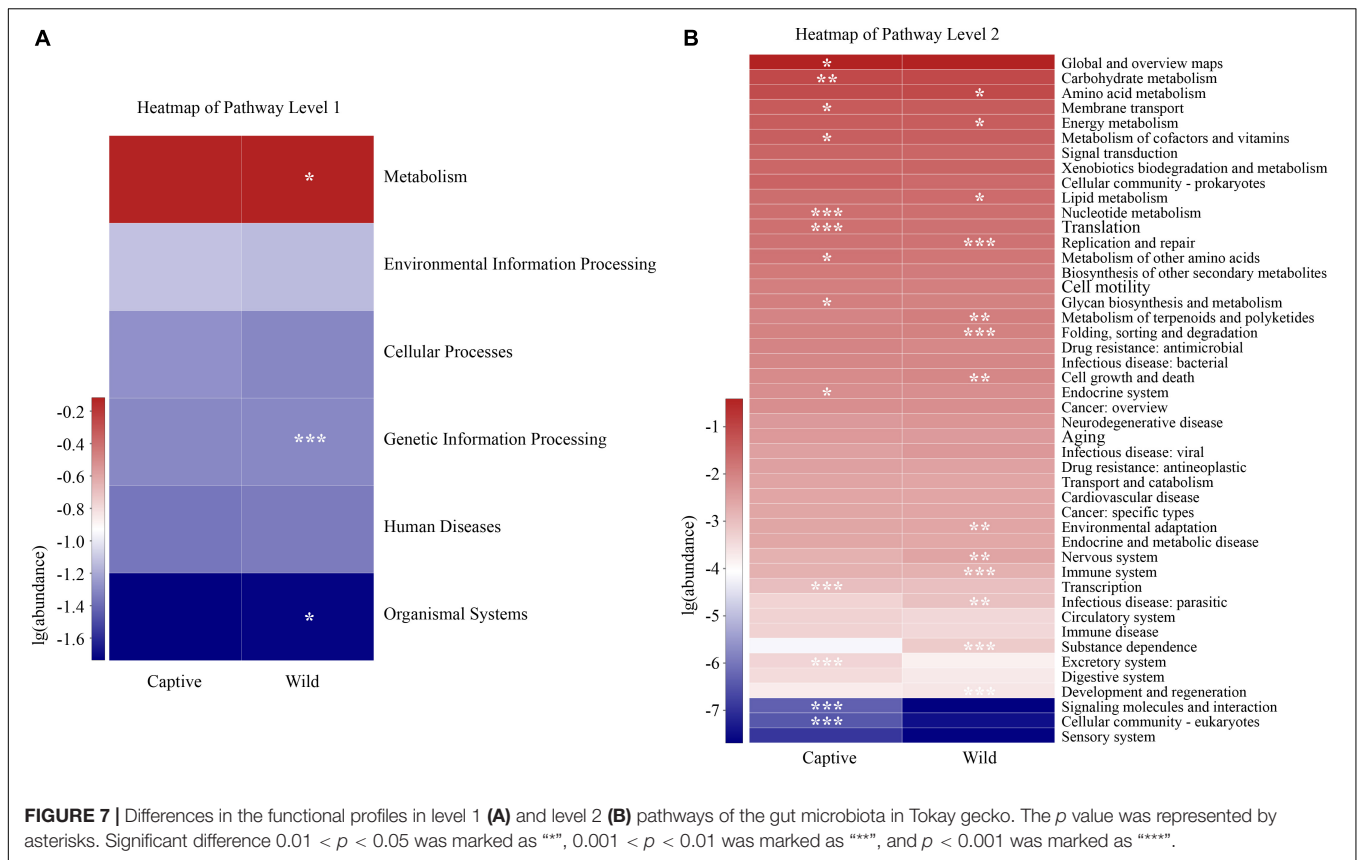 A
Heatmap of Pathway Level 1
*
Metabolism
Environmental Information Processing
Cellular Processes
***
Genetic Information Processing
Human Diseases
*
Organismal Systems
-0.2
-0.4
-0.6
-0.8
-1.0
-1.2
-1.4
-1.6
lg(abundance)
Captive Wild
B
Heatmap of Pathway Level 2
* Global and overview maps
** Carbohydrate metabolism
* Amino acid metabolism
* Membrane transport
* Energy metabolism
* Metabolism of cofactors and vitamins
Signal transduction
Xenobiotics biodegradation and metabolism
Cellular community - prokaryotes
* Lipid metabolism
*** Nucleotide metabolism
*** Translation
*** Replication and repair
* Metabolism of other amino acids
Biosynthesis of other secondary metabolites
Cell motility
* Glycan biosynthesis and metabolism
** Metabolism of terpenoids and polyketides
*** Folding, sorting and degradation
Drug resistance: antimicrobial
Infectious disease: bacterial
** Cell growth and death
* Endocrine system
Cancer: overview
Neurodegenerative disease
Aging
Infectious disease: viral
Drug resistance: antineoplastic
Transport and catabolism
Cardiovascular disease
Cancer: specific types
** Environmental adaptation
Endocrine and metabolic disease
** Nervous system
*** Immune system
*** Transcription
** Infectious disease: parasitic
Circulatory system
Immune disease
*** Substance dependence
*** Excretory system
Digestive system
*** Development and regeneration
*** Signaling molecules and interaction
*** Cellular community - eukaryotes
Sensory system
-1
-2
-3
-4
-5
-6
-7
lg(abundance)
Captive Wild
FIGURE 7 | Differences in the functional profiles in level 1 (A) and level 2 (B) pathways of the gut microbiota in Tokay gecko. The p value was represented by
asterisks. Significant difference 0.01 < p < 0.05 was marked as “*”, 0.001 < p < 0.01 was marked as “**”, and p < 0.001 was marked as “***”.